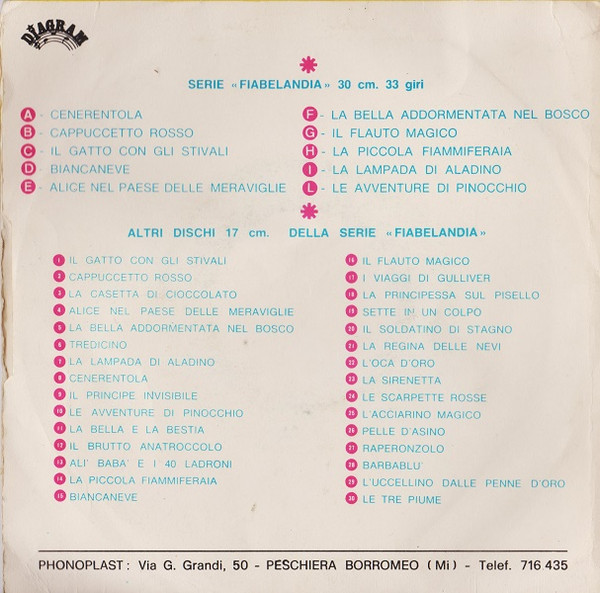 DIAGRAM
SERIE «FIABELANDIA» 30 cm. 33 giri
A - CENERENTOLA
B - CAPPUCCETTO ROSSO
C - IL GATTO CON GLI STIVALI
D - BIANCANEVE
E - ALICE NEL PAESE DELLE MERAVIGLIE
F - LA BELLA ADDORMENTATA NEL BOSCO
G - IL FLAUTO MAGICO
H - LA PICCOLA FIAMMIFERAIA
I - LA LAMPADA DI ALADINO
L - LE AVVENTURE DI PINOCCHIO
ALTRI DISCHI 17 cm. DELLA SERIE «FIABELANDIA»
1 IL GATTO CON GLI STIVALI
2 CAPPUCCETTO ROSSO
3 LA CASETTA DI CIOCCOLATO
4 ALICE NEL PAESE DELLE MERAVIGLIE
5 LA BELLA ADDORMENTATA NEL BOSCO
6 TREDICINO
7 LA LAMPADA DI ALADINO
8 CENERENTOLA
9 IL PRINCIPE INVISIBILE
10 LE AVVENTURE DI PINOCCHIO
11 LA BELLA E LA BESTIA
12 IL BRUTTO ANATROCCOLO
13 ALI' BABA' E I 40 LADRONI
14 LA PICCOLA FIAMMIFERAIA
15 BIANCANEVE
16 IL FLAUTO MAGICO
17 I VIAGGI DI GULLIVER
18 LA PRINCIPESSA SUL PISELLO
19 SETTE IN UN COLPO
20 IL SOLDATINO DI STAGNO
21 LA REGINA DELLE NEVI
22 L'OCA D'ORO
23 LA SIRENETTA
24 LE SCARPETTE ROSSE
25 L'ACCIARINO MAGICO
26 PELLE D'ASINO
27 RAPERONZOLO
28 BARBABLU'
29 L'UCCELLINO DALLE PENNE D'ORO
30 LE TRE PIUME
PHONOPLAST: Via G. Grandi, 50 - PESCHIERA BORROMEO (Mi) - Telef. 716.435